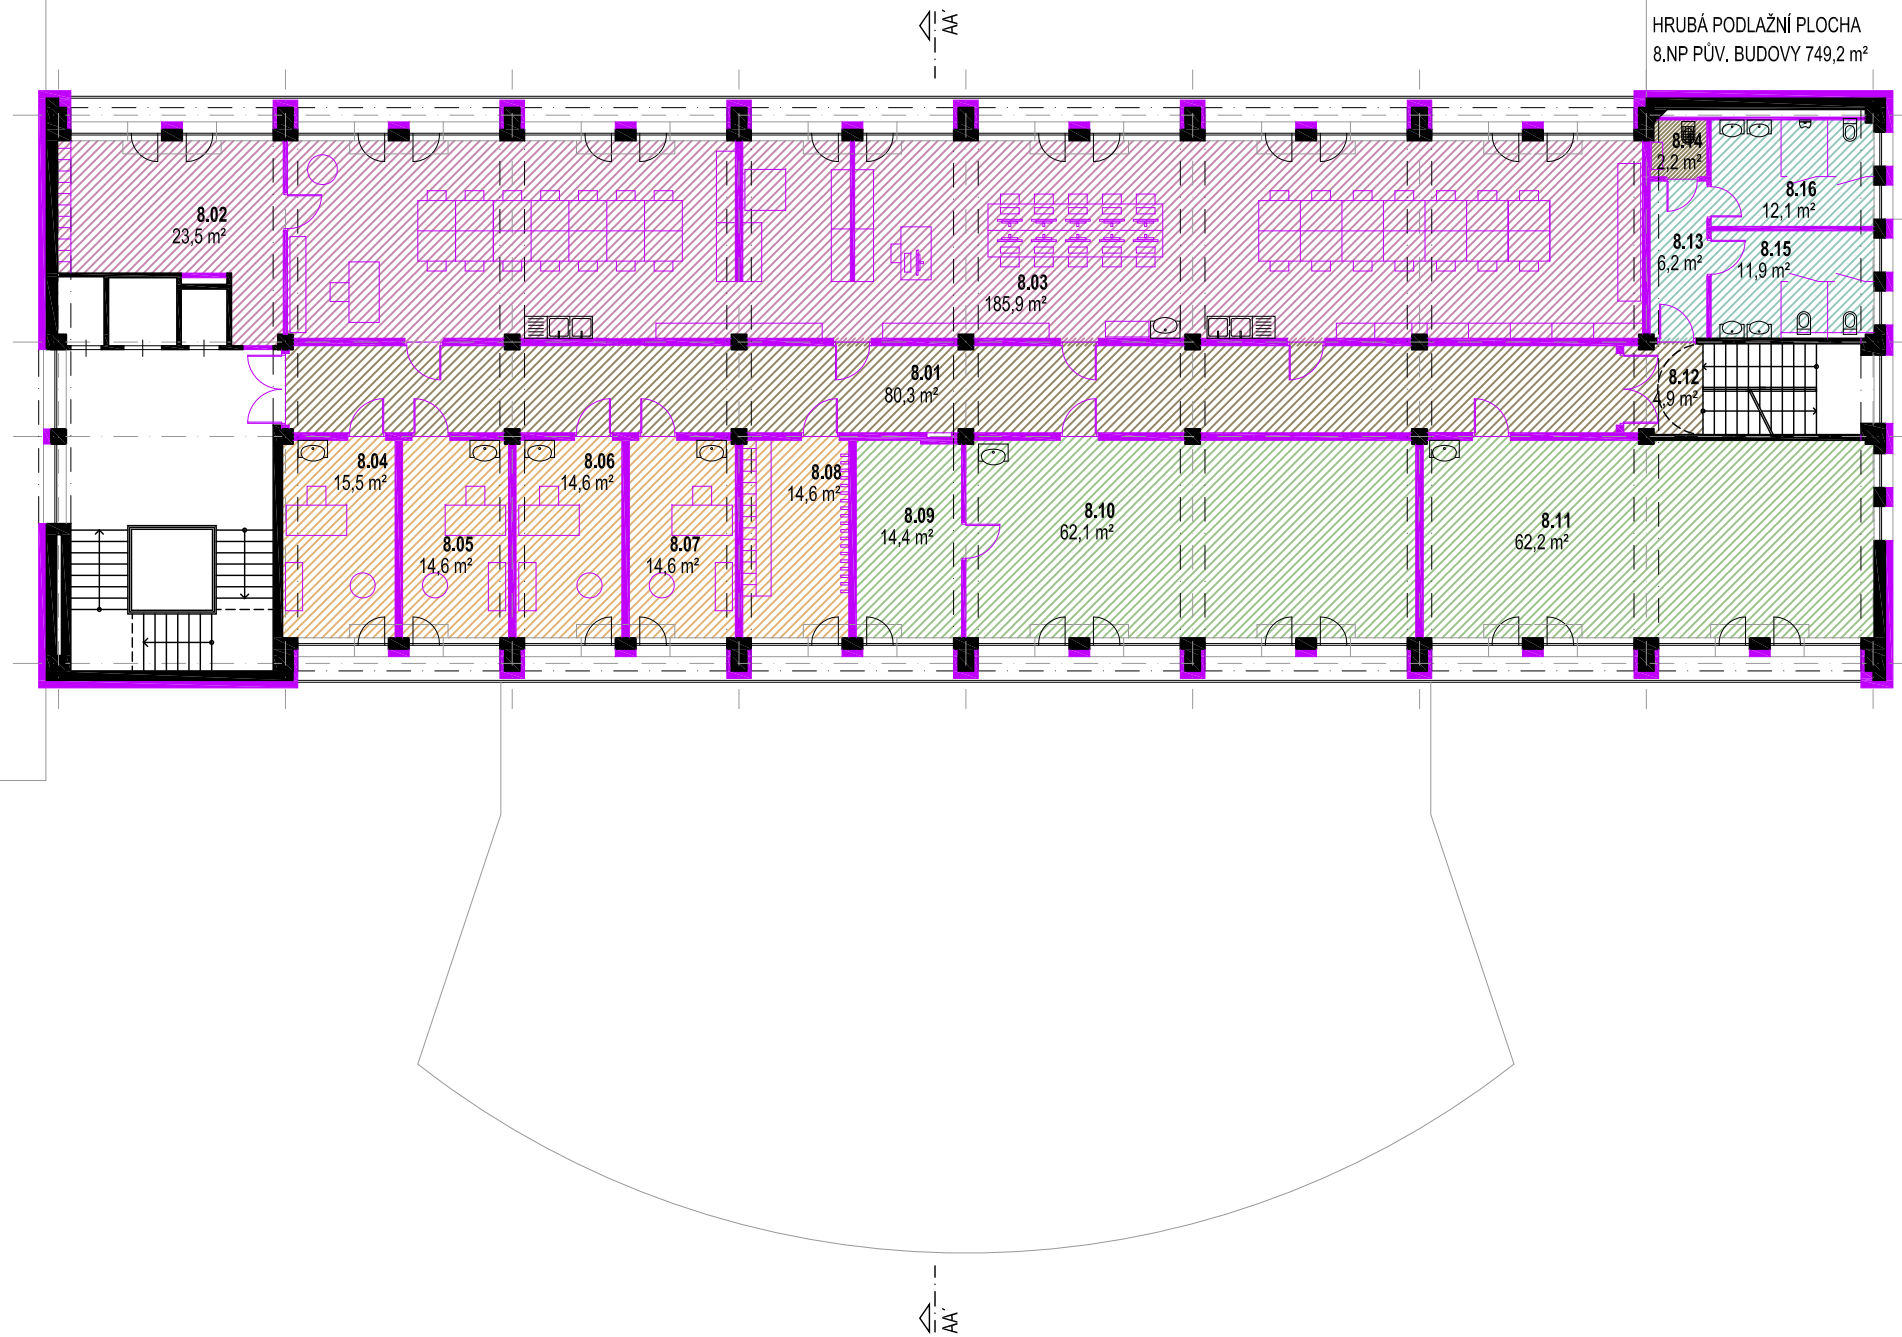 AA'
HRUBÁ PODLAŽNÍ PLOCHA
8.NP PŮV. BUDOVY 749,2 m²
8.14
2,2 m²
8.16
12,1 m²
8.02
23,5 m²
8.13
6,2 m²
8.15
11,9 m²
8.03
185,9 m²
8.01
80,3 m²
8.12
4,9 m²
8.04
15,5 m²
8.06
14,6 m²
8.08
14,6 m²
8.05
14,6 m²
8.07
14,6 m²
8.09
14,4 m²
8.10
62,1 m²
8.11
62,2 m²
AA'